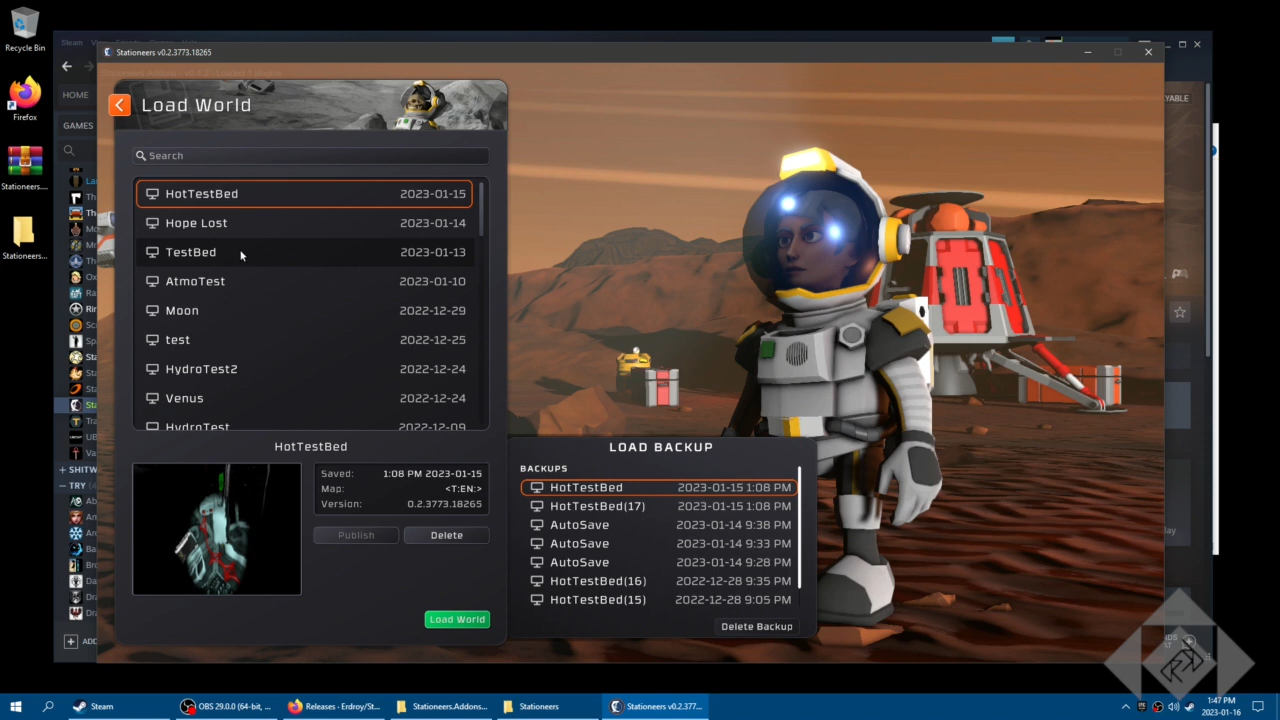 Recycle Bin
Firefox
Stationeers....
Stationeers...
Steam
HOME
GAMES
Stationeers v0.2.3773.18265
Load World
Search
HotTestBed 2023-01-15
Hope Lost 2023-01-14
TestBed 2023-01-13
AtmoTest 2023-01-10
Moon 2022-12-29
test 2022-12-25
HydroTest2 2022-12-24
Venus 2022-12-24
HydroTest 2022-12-09
HotTestBed
Saved: 1:08 PM 2023-01-15
Map: <T:EN:>
Version: 0.2.3773.18265
Publish Delete
Load World
LOAD BACKUP
BACKUPS
HotTestBed 2023-01-15 1:08 PM
HotTestBed(17) 2023-01-15 1:08 PM
AutoSave 2023-01-14 9:38 PM
AutoSave 2023-01-14 9:33 PM
AutoSave 2023-01-14 9:28 PM
HotTestBed(16) 2022-12-28 9:35 PM
HotTestBed(15) 2022-12-28 9:05 PM
Delete Backup
+ SHITW
– TRY
ADD
Steam
OBS 29.0.0 (64-bit, ...
Releases - Erdroy/St...
Stationeers.Addons...
Stationeers
Stationeers v0.2.377...
1:47 PM
2023-01-16